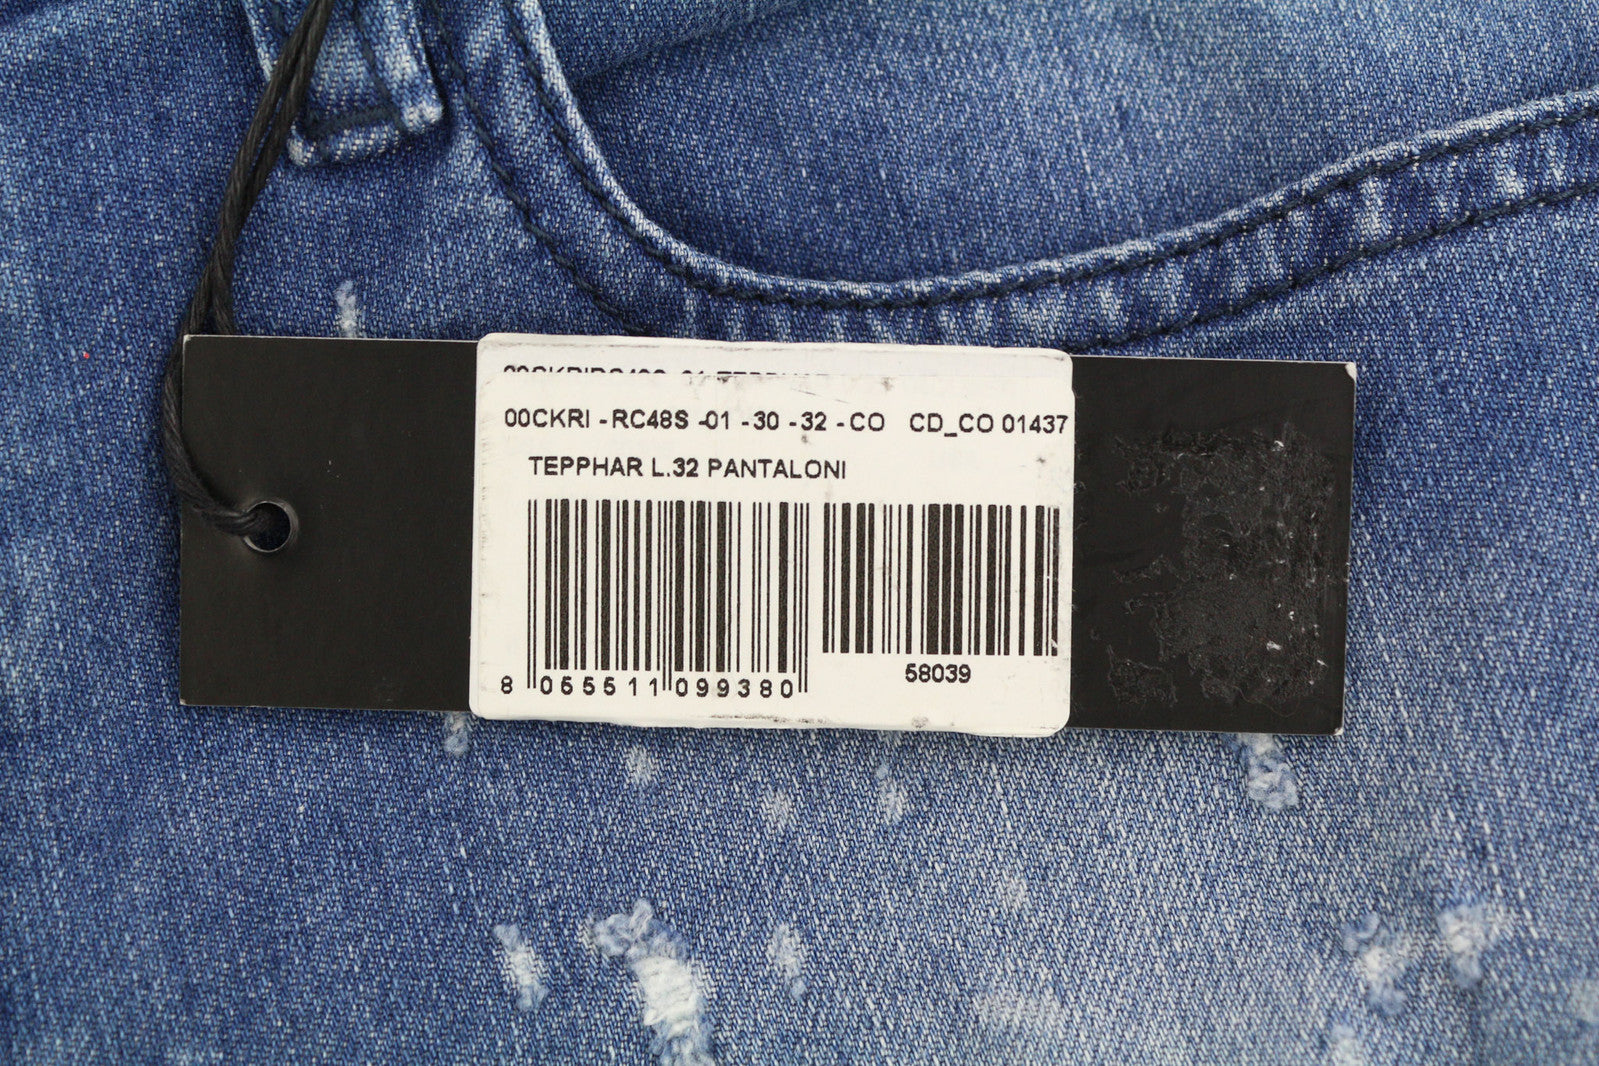 00CKRI -RC48S -01 -30 -32 -CO CD_CO 01437
TEPPHAR L.32 PANTALONI
58039
8 055511 099380